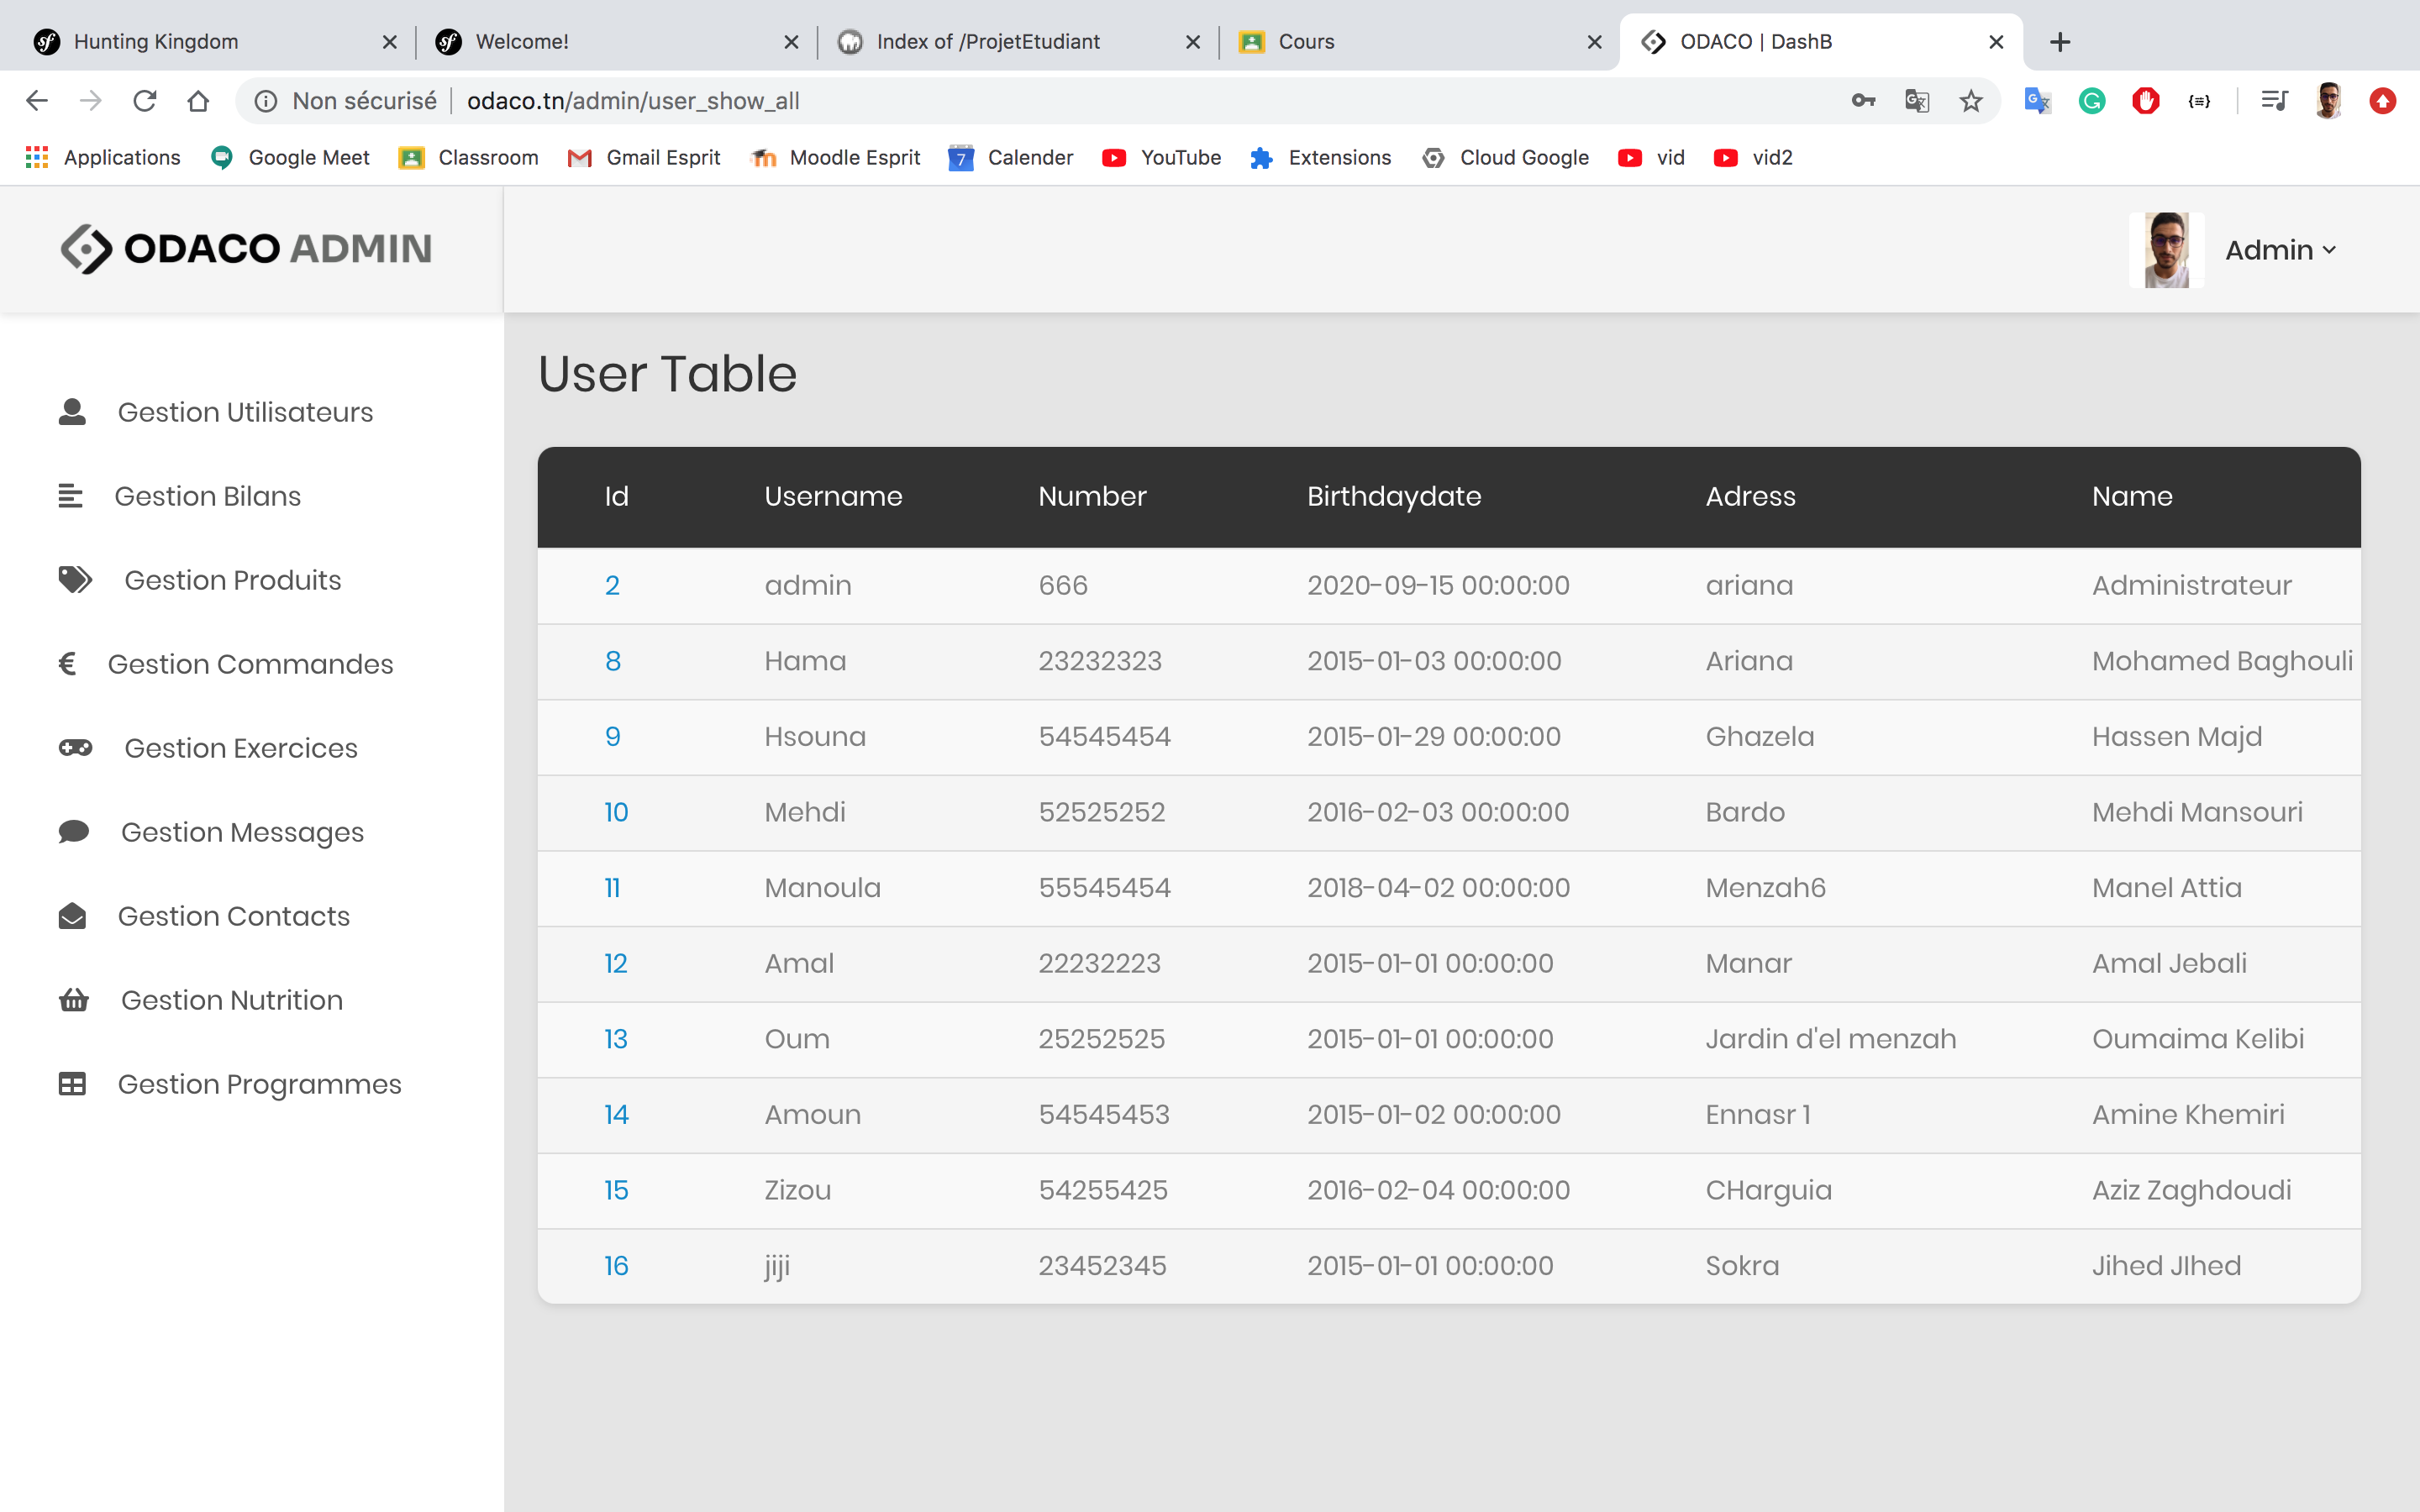 Hunting Kingdom Welcome! Index of /ProjetEtudiant Cours ODACO | DashB
Non sécurisé odaco.tn/admin/user_show_all
Applications Google Meet Classroom Gmail Esprit Moodle Esprit 7 Calender YouTube Extensions Cloud Google vid vid2
ODACO ADMIN
Admin
Gestion Utilisateurs
Gestion Bilans
Gestion Produits
€ Gestion Commandes
Gestion Exercices
Gestion Messages
Gestion Contacts
Gestion Nutrition
Gestion Programmes
User Table
Id Username Number Birthdaydate Adress Name
2 admin 666 2020-09-15 00:00:00 ariana Administrateur
8 Hama 23232323 2015-01-03 00:00:00 Ariana Mohamed Baghouli
9 Hsouna 54545454 2015-01-29 00:00:00 Ghazela Hassen Majd
10 Mehdi 52525252 2016-02-03 00:00:00 Bardo Mehdi Mansouri
11 Manoula 55545454 2018-04-02 00:00:00 Menzah6 Manel Attia
12 Amal 22232223 2015-01-01 00:00:00 Manar Amal Jebali
13 Oum 25252525 2015-01-01 00:00:00 Jardin d'el menzah Oumaima Kelibi
14 Amoun 54545453 2015-01-02 00:00:00 Ennasr 1 Amine Khemiri
15 Zizou 54255425 2016-02-04 00:00:00 CHarguia Aziz Zaghdoudi
16 jiji 23452345 2015-01-01 00:00:00 Sokra Jihed JIhed